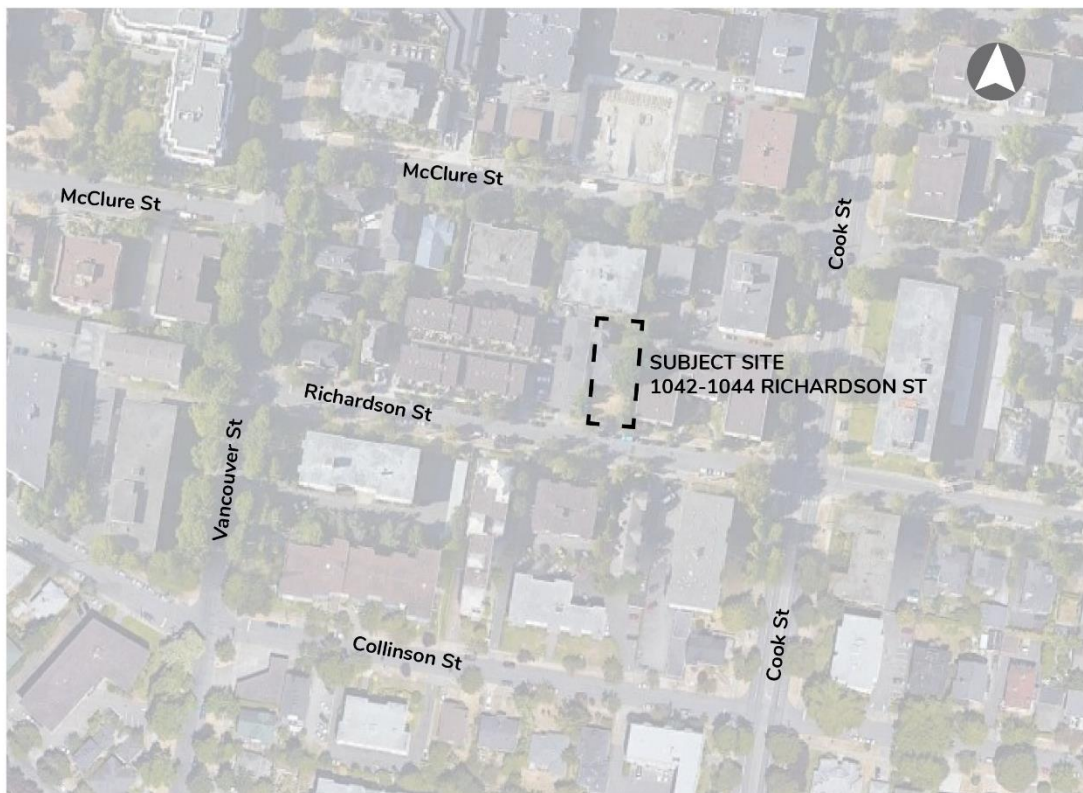 McClure St
McClure St
Cook St
SUBJECT SITE
1042-1044 RICHARDSON ST
Richardson St
Vancouver St
Cook St
Collinson St